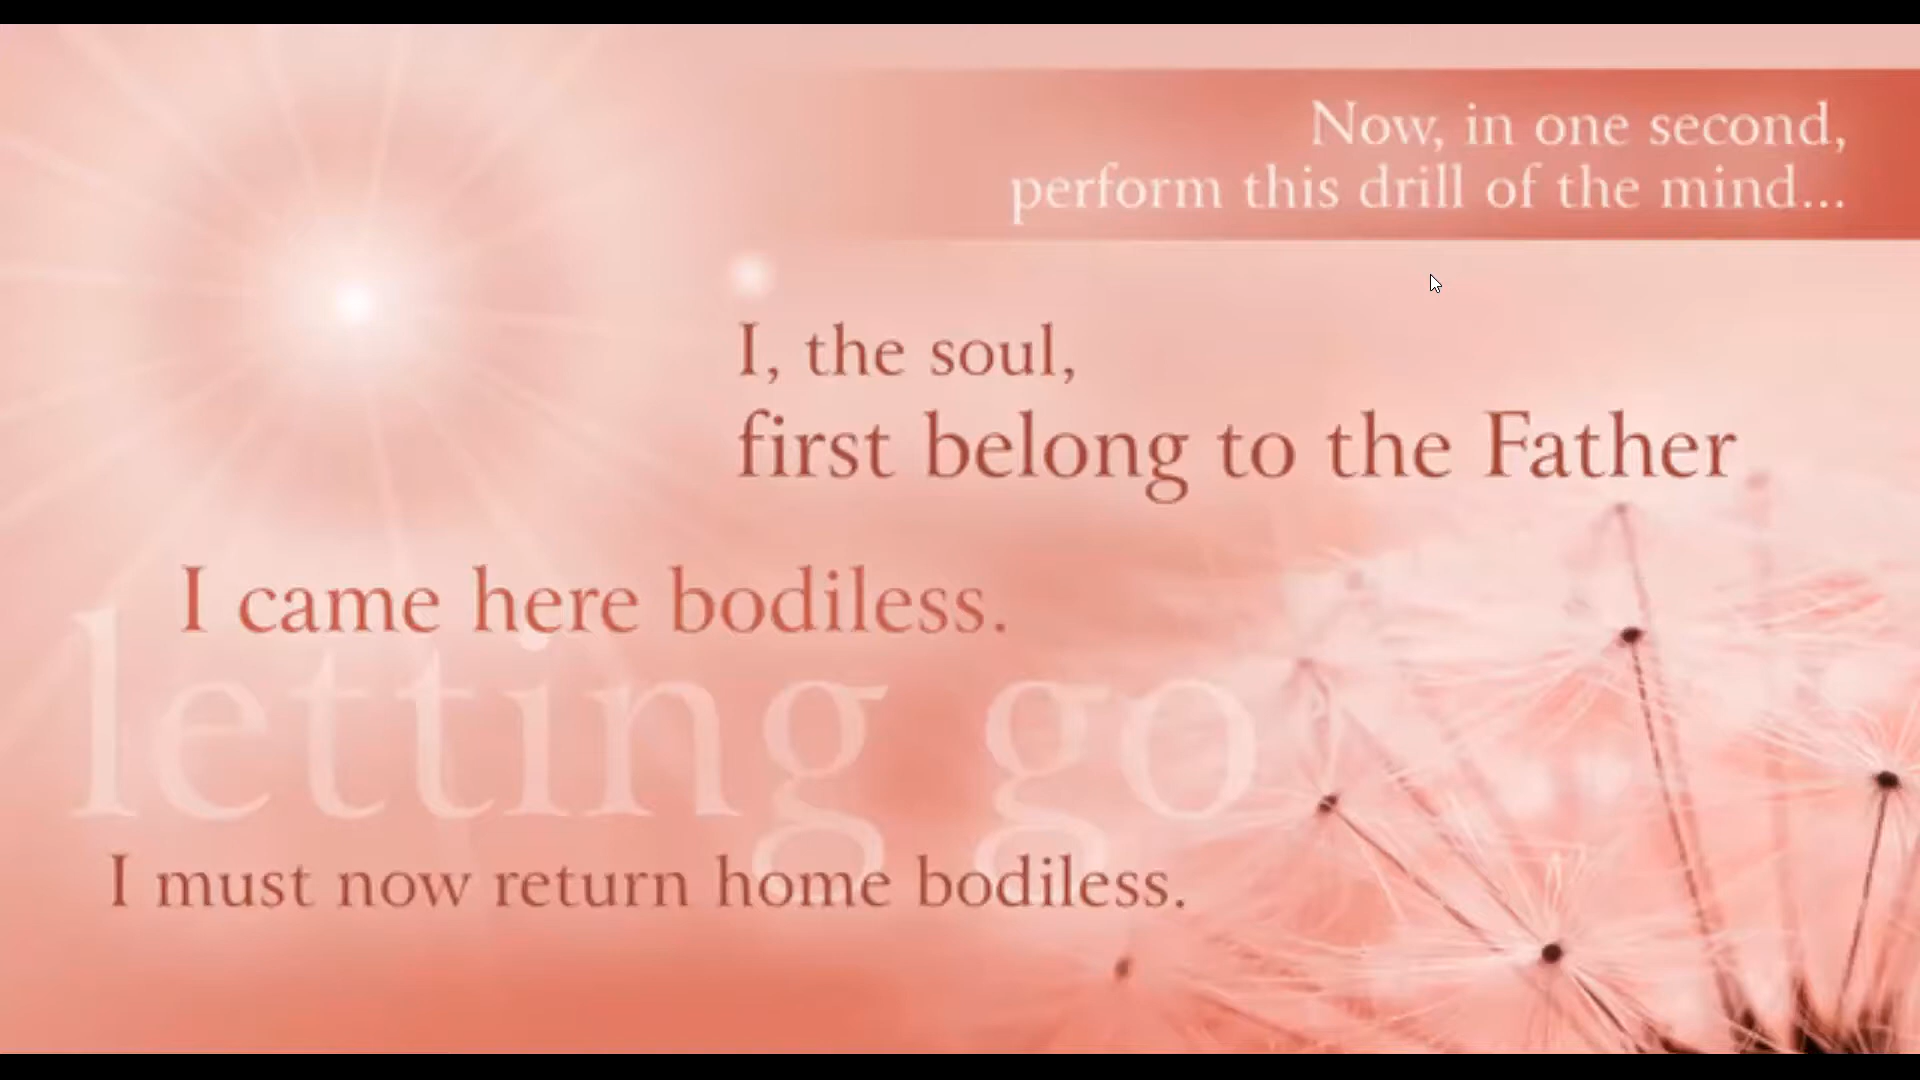 Now, in one second,
perform this drill of the mind...
I, the soul,
first belong to the Father
I came here bodiless.
letting go
I must now return home bodiless.